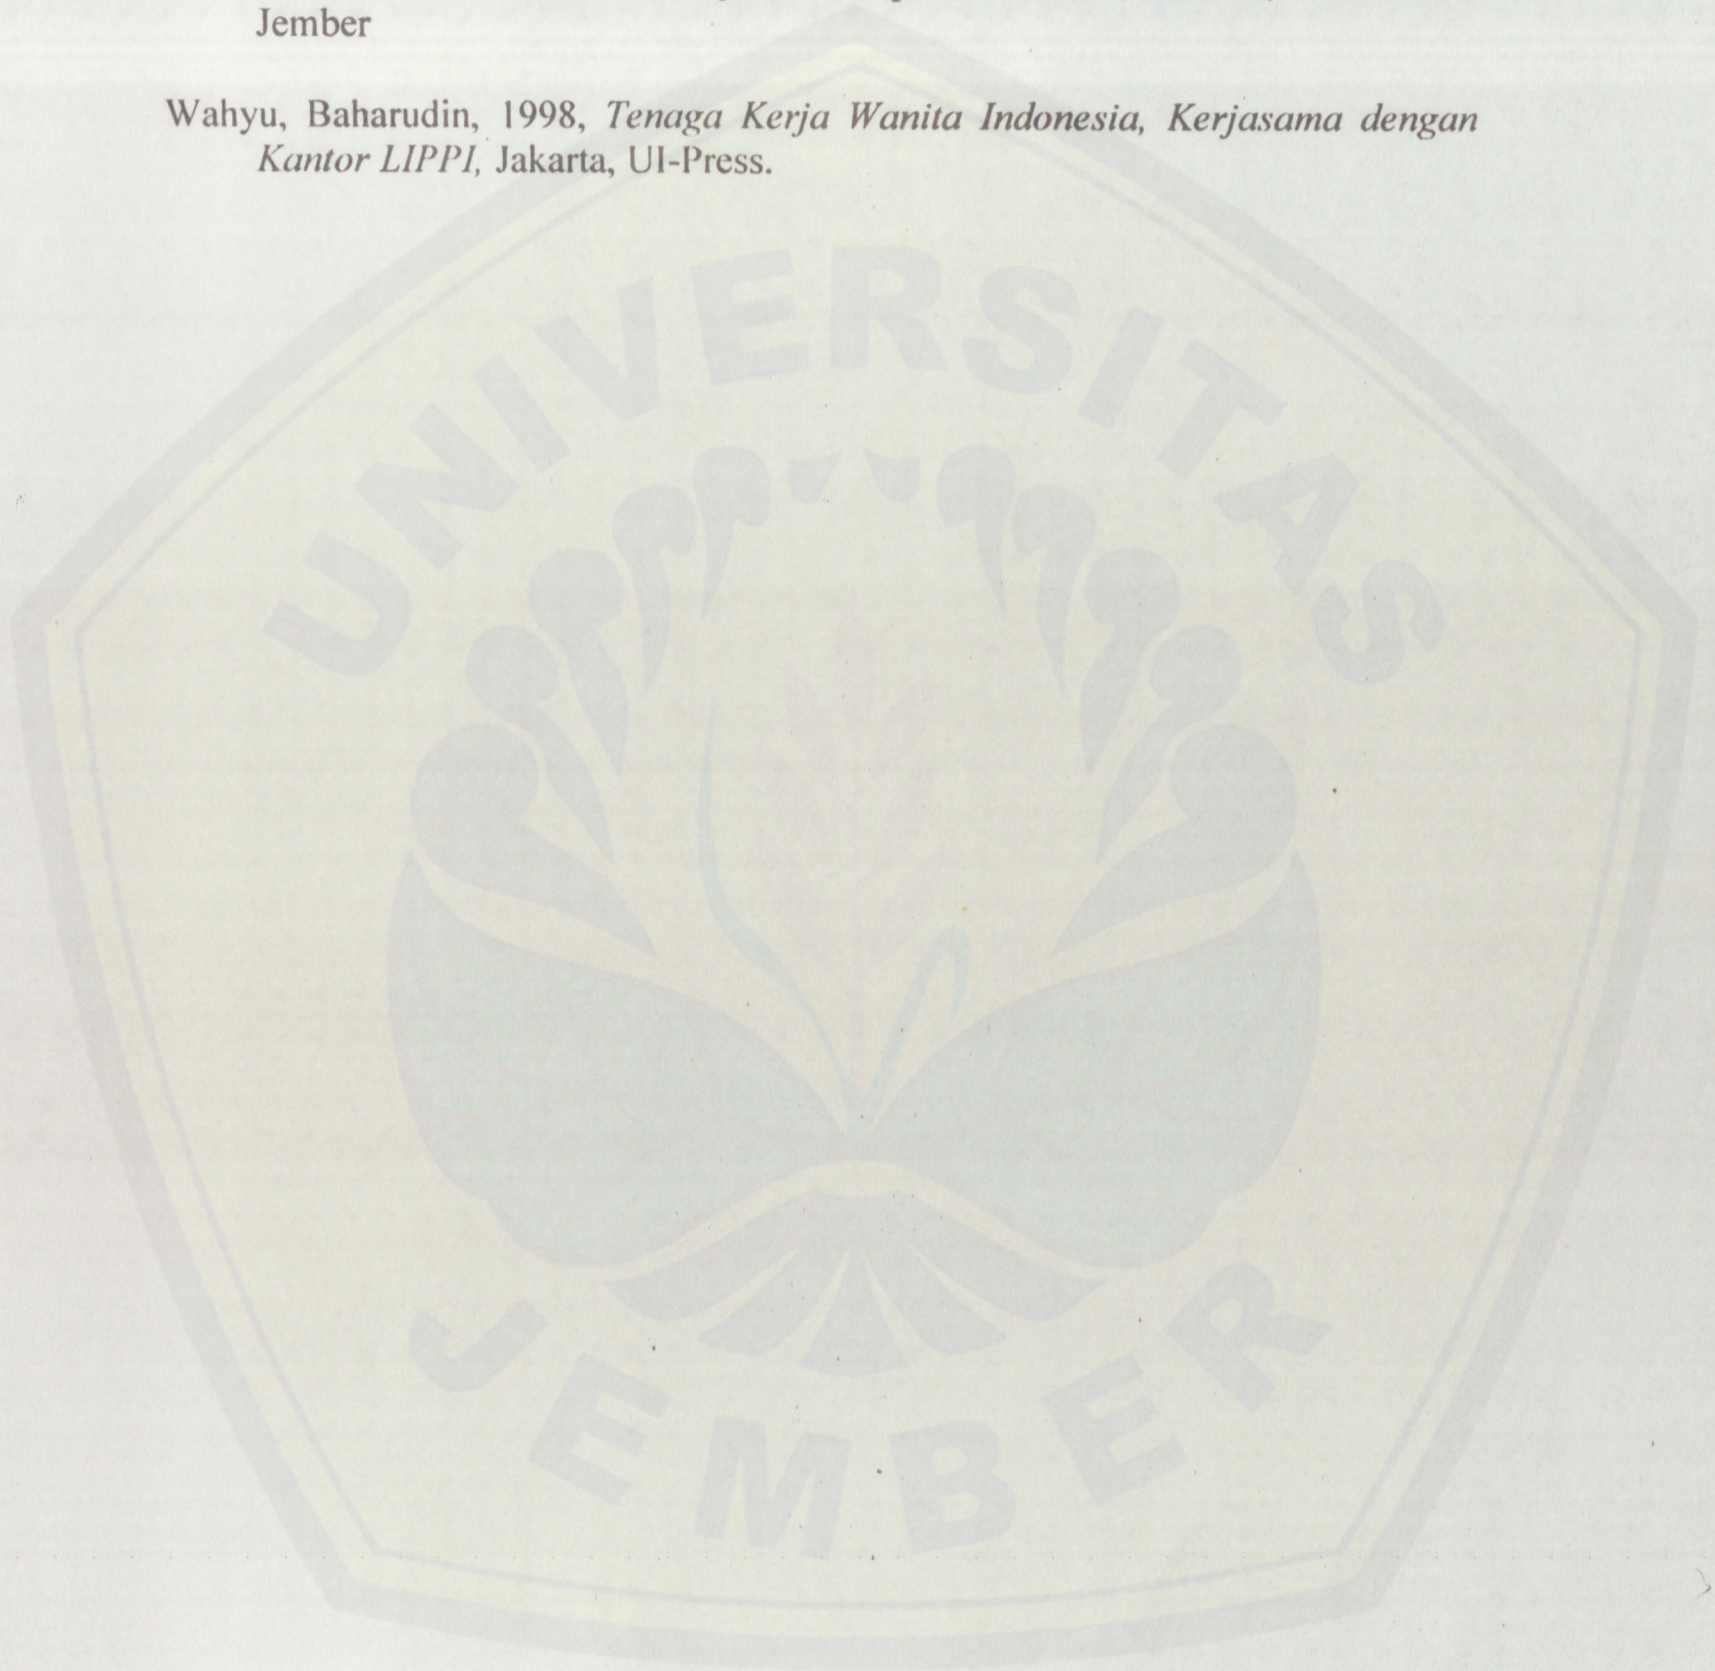 Jember
Wahyu, Baharudin, 1998, Tenaga Kerja Wanita Indonesia, Kerjasama dengan
Kantor LIPPI, Jakarta, UI-Press.
UNIVERSITAS
JEMBER